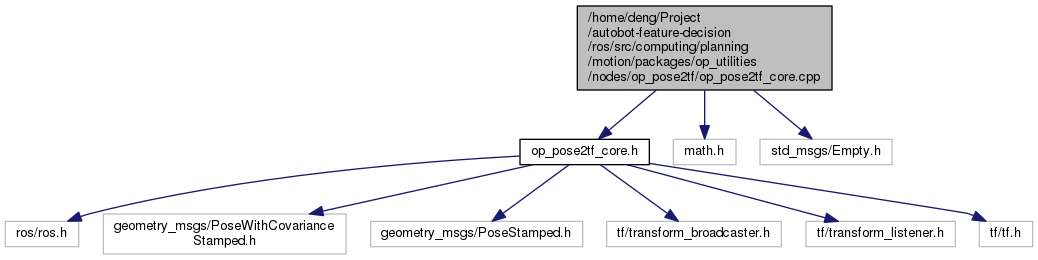 /home/deng/Project
/autobot-feature-decision
/ros/src/computing/planning
/motion/packages/op_utilities
/nodes/op_pose2tf/op_pose2tf_core.cpp
op_pose2tf_core.h
math.h
std_msgs/Empty.h
ros/ros.h
geometry_msgs/PoseWithCovariance
Stamped.h
geometry_msgs/PoseStamped.h
tf/transform_broadcaster.h
tf/transform_listener.h
tf/tf.h